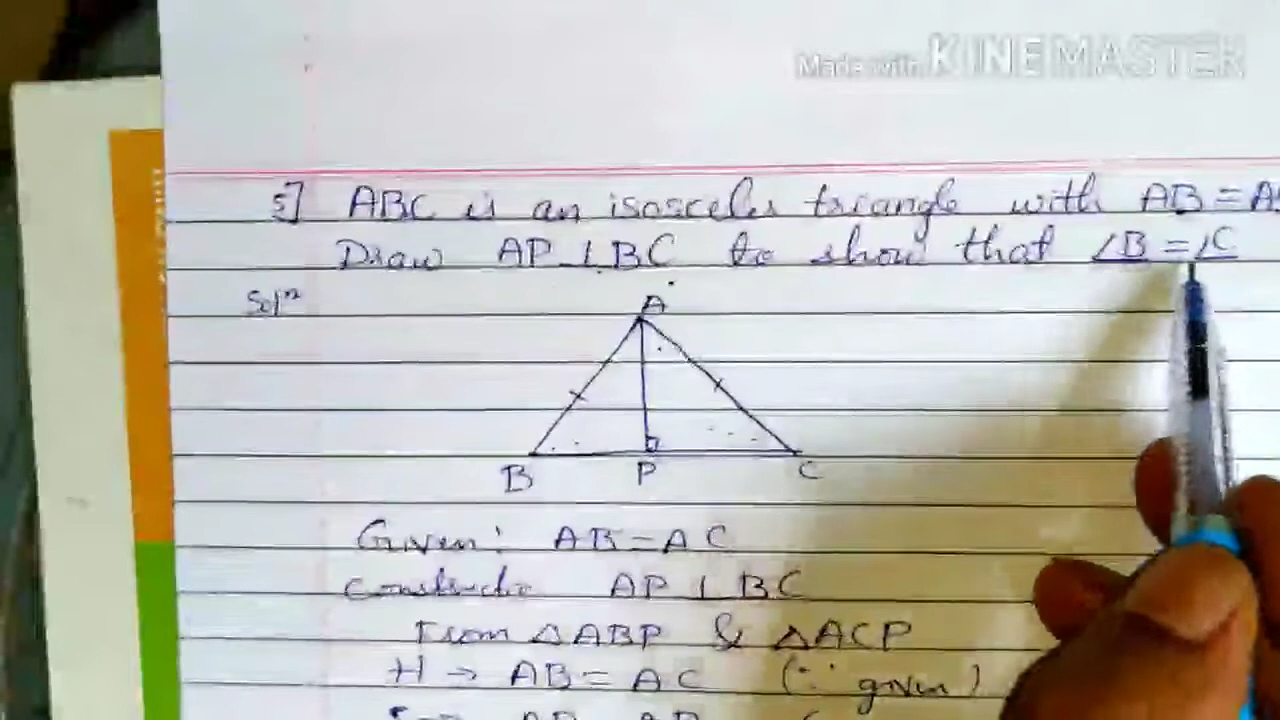 Made with KINEMASTER
5] ABC is an isosceles triangle with AB = A
Draw AP ⊥ BC to show that ∠B = ∠C
Solⁿ
A
B P C
Given: AB = AC
AP ⊥ BC
From △ABP & △ACP
H → AB = AC (∵ given)